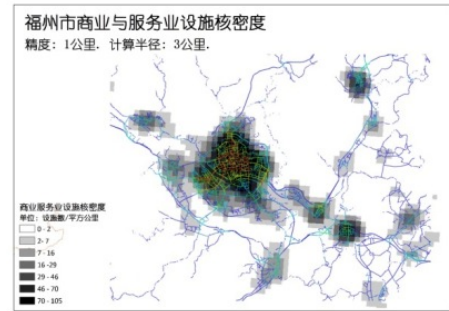 福州市商业与服务业设施核密度
精度：1公里．计算半径：3公里．
商业服务业设施核密度
单位：设施数/平方公里
0 - 2
2 - 7
7 - 16
16 -29
29 - 46
46 - 70
70 - 105